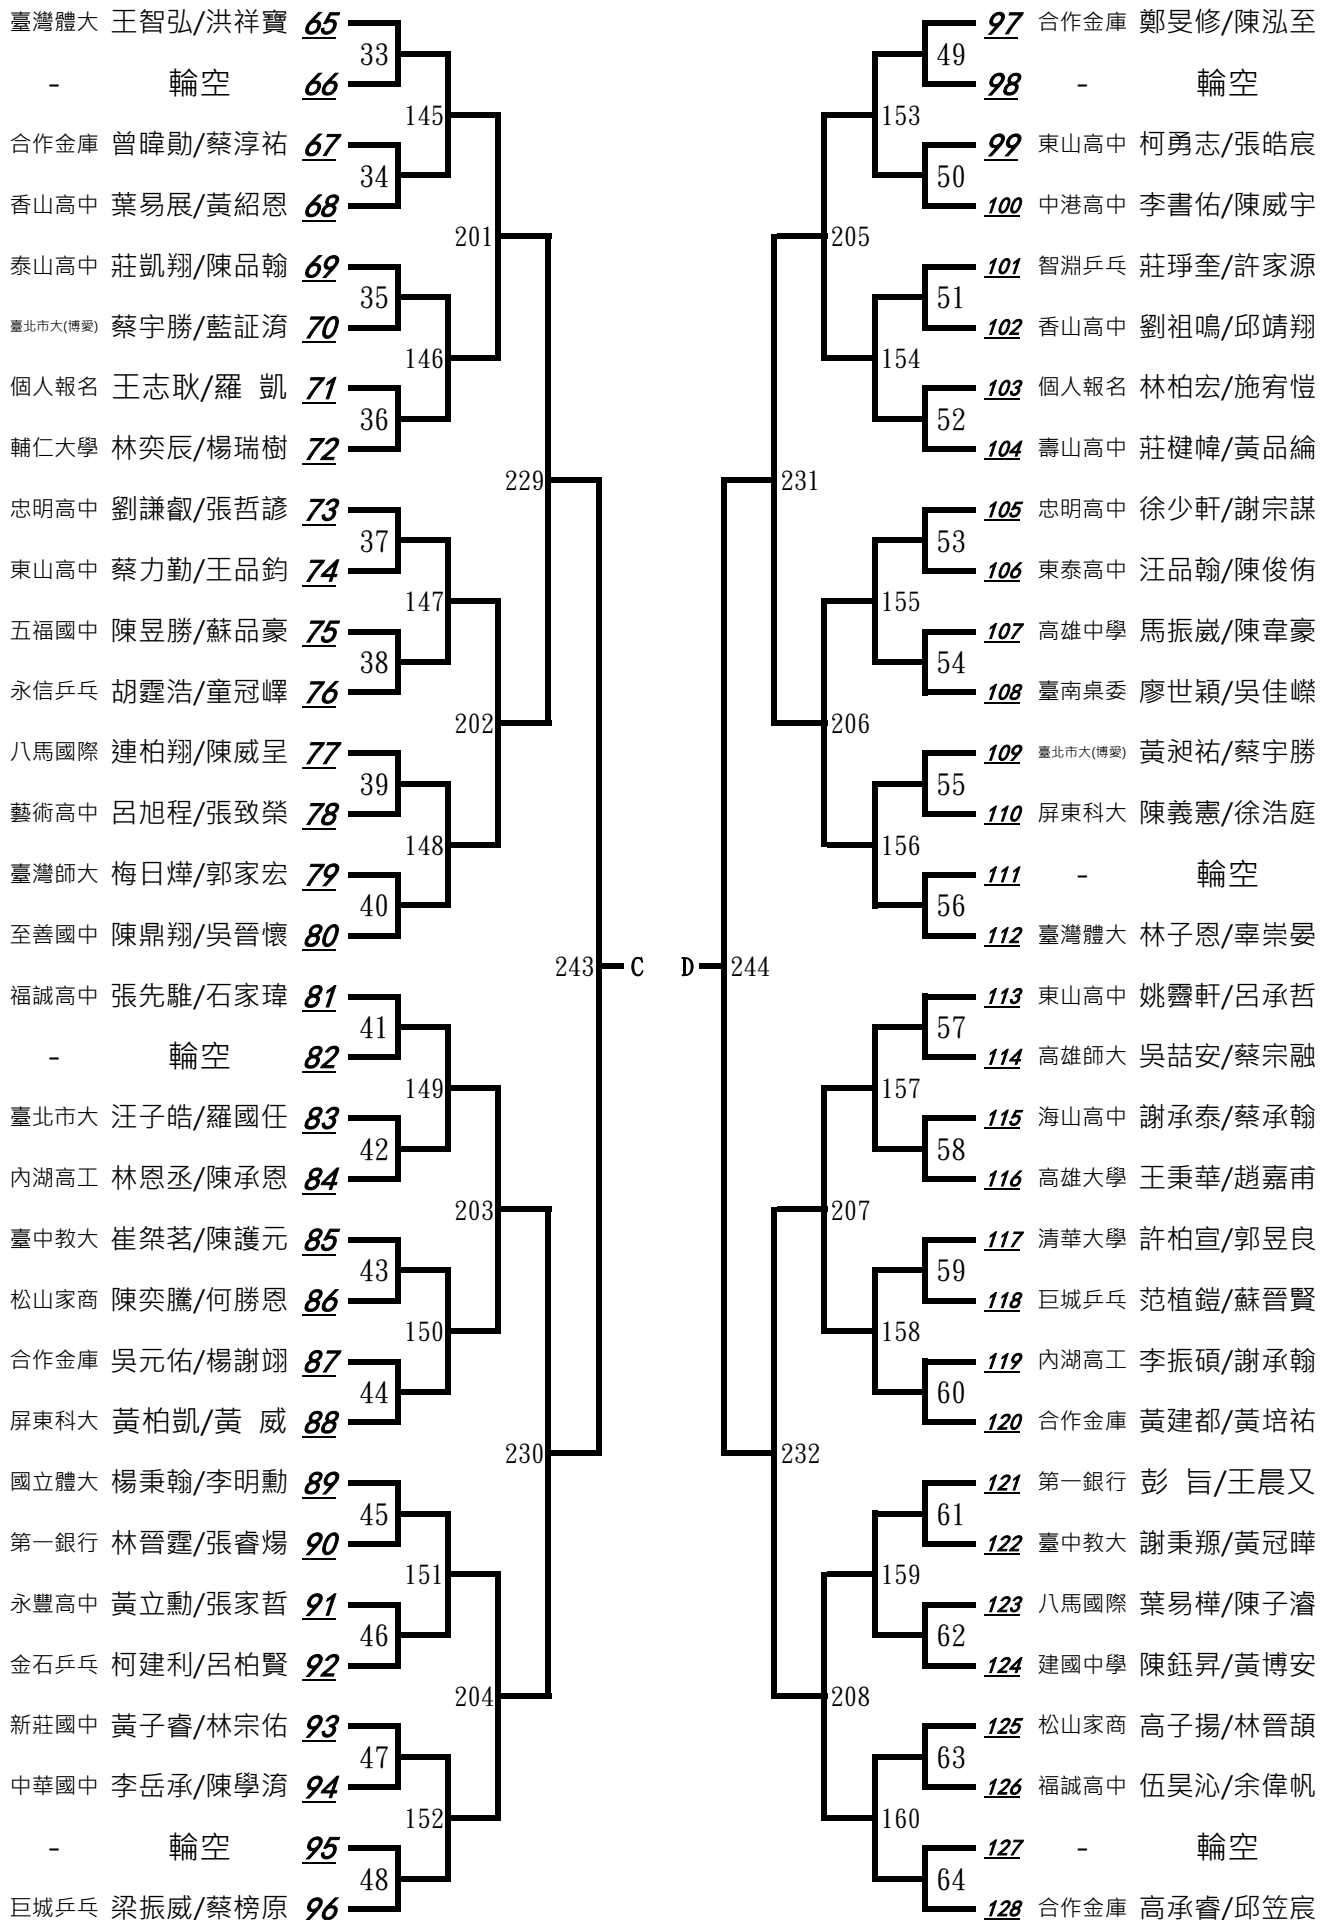 臺灣體大 王智弘/洪祥寶 65
33
- 輪空 66
145
合作金庫 曾暐勛/蔡淳祐 67
34
香山高中 葉易展/黃紹恩 68
201
泰山高中 莊凱翔/陳品翰 69
35
臺北市大(博愛) 蔡宇勝/藍証淯 70
146
個人報名 王志耿/羅 凱 71
36
輔仁大學 林奕辰/楊瑞樹 72
229
忠明高中 劉謙叡/張哲諺 73
37
東山高中 蔡力勤/王品鈞 74
147
五福國中 陳昱勝/蘇品豪 75
38
永信乒乓 胡霆浩/童冠嶧 76
202
八馬國際 連柏翔/陳威呈 77
39
藝術高中 呂旭程/張致榮 78
148
臺灣師大 梅日燁/郭家宏 79
40
至善國中 陳鼎翔/吳晉懷 80
243 C
福誠高中 張先騅/石家瑋 81
41
- 輪空 82
149
臺北市大 汪子皓/羅國任 83
42
內湖高工 林恩丞/陳承恩 84
203
臺中教大 崔桀茗/陳護元 85
43
松山家商 陳奕騰/何勝恩 86
150
合作金庫 吳元佑/楊謝翊 87
44
屏東科大 黃柏凱/黃 威 88
230
國立體大 楊秉翰/李明勳 89
45
第一銀行 林晉霆/張睿煬 90
151
永豐高中 黃立勳/張家哲 91
46
金石乒乓 柯建利/呂柏賢 92
204
新莊國中 黃子睿/林宗佑 93
47
中華國中 李岳承/陳學淯 94
152
- 輪空 95
48
巨城乒乓 梁振威/蔡榜原 96
97 合作金庫 鄭旻修/陳泓至
49
98 - 輪空
153
99 東山高中 柯勇志/張皓宸
50
100 中港高中 李書佑/陳威宇
205
101 智淵乒乓 莊琤奎/許家源
51
102 香山高中 劉祖鳴/邱靖翔
154
103 個人報名 林柏宏/施宥愷
52
104 壽山高中 莊楗幃/黃品綸
231
105 忠明高中 徐少軒/謝宗謀
53
106 東泰高中 汪品翰/陳俊侑
155
107 高雄中學 馬振崴/陳韋豪
54
108 臺南桌委 廖世穎/吳佳嶸
206
109 臺北市大(博愛) 黃昶祐/蔡宇勝
55
110 屏東科大 陳義憲/徐浩庭
156
111 - 輪空
56
112 臺灣體大 林子恩/辜崇晏
D 244
113 東山高中 姚霽軒/呂承哲
57
114 高雄師大 吳喆安/蔡宗融
157
115 海山高中 謝承泰/蔡承翰
58
116 高雄大學 王秉華/趙嘉甫
207
117 清華大學 許柏宣/郭昱良
59
118 巨城乒乓 范植鎧/蘇晉賢
158
119 內湖高工 李振碩/謝承翰
60
120 合作金庫 黃建都/黃培祐
232
121 第一銀行 彭 旨/王晨又
61
122 臺中教大 謝秉羱/黃冠曄
159
123 八馬國際 葉易樺/陳子濬
62
124 建國中學 陳鈺昇/黃博安
208
125 松山家商 高子揚/林晉頡
63
126 福誠高中 伍昊沁/余偉帆
160
127 - 輪空
64
128 合作金庫 高承睿/邱笠宸